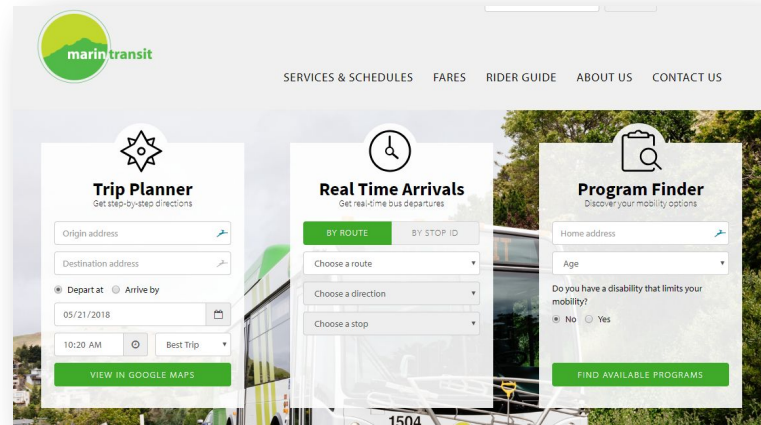 marintransit
SERVICES & SCHEDULES FARES RIDER GUIDE ABOUT US CONTACT US
Trip Planner
Get step-by-step directions
Origin address
Destination address
Depart at Arrive by
05/21/2018
10:20 AM Best Trip
VIEW IN GOOGLE MAPS
Real Time Arrivals
Get real-time bus departures
BY ROUTE BY STOP ID
Choose a route
Choose a direction
Choose a stop
Program Finder
Discover your mobility options
Home address
Age
Do you have a disability that limits your
mobility?
No Yes
FIND AVAILABLE PROGRAMS
1504